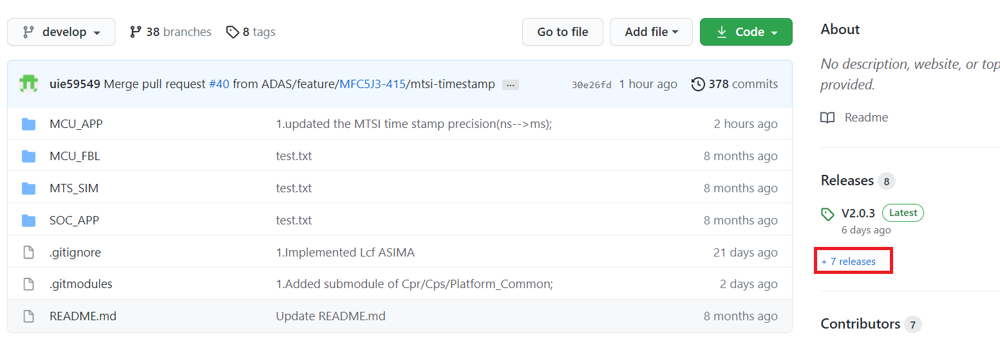 develop 38 branches 8 tags Go to file Add file Code
uie59549 Merge pull request #40 from ADAS/feature/MFC5J3-415/mtsi-timestamp ... 30e26fd 1 hour ago 378 commits
MCU_APP 1.updated the MTSI time stamp precision(ns-->ms); 2 hours ago
MCU_FBL test.txt 8 months ago
MTS_SIM test.txt 8 months ago
SOC_APP test.txt 8 months ago
.gitignore 1.Implemented Lcf ASIMA 21 days ago
.gitmodules 1.Added submodule of Cpr/Cps/Platform_Common; 2 days ago
README.md Update README.md 8 months ago
About
No description, website, or top
provided.
Readme
Releases 8
V2.0.3 Latest
6 days ago
+ 7 releases
Contributors 7